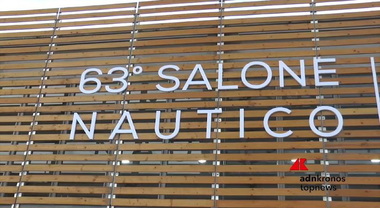 63° SALONE
NAUTICO
adnkronos
topnews